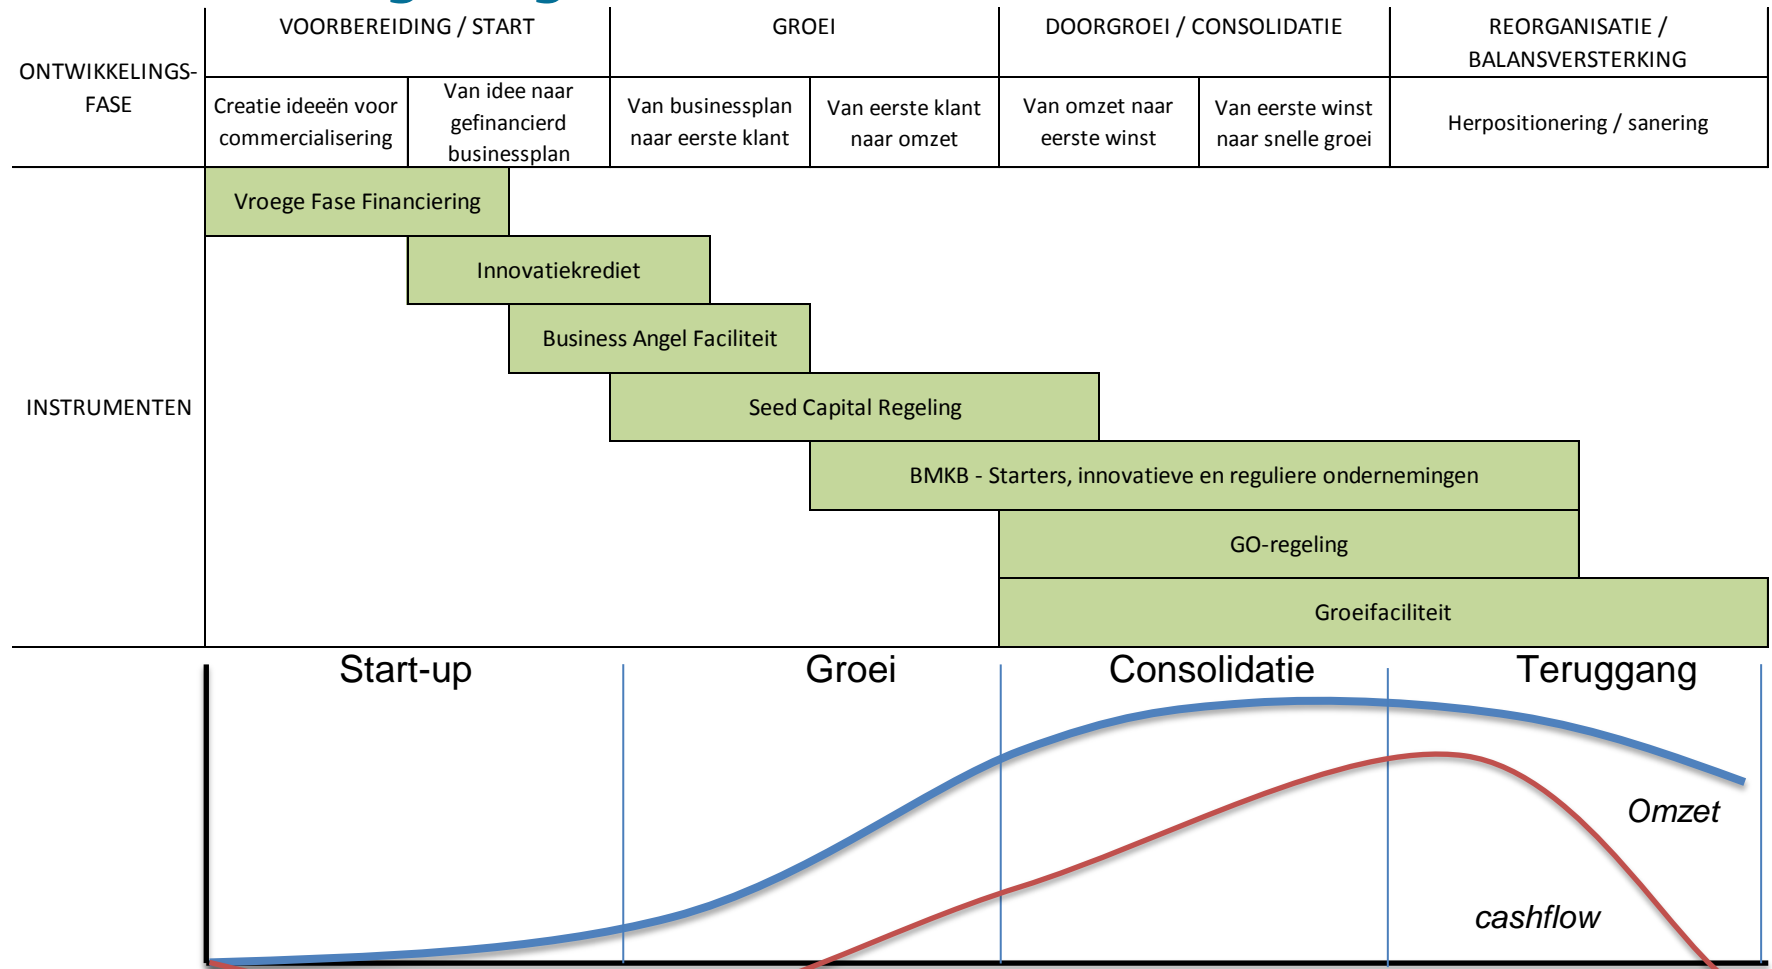 VOORBEREIDING / START
GROEI
DOORGROEI / CONSOLIDATIE
REORGANISATIE /
BALANSVERSTERKING
ONTWIKKELINGS-
FASE
Creatie ideeën voor
commercialisering
Van idee naar
gefinancierd
businessplan
Van businessplan
naar eerste klant
Van eerste klant
naar omzet
Van omzet naar
eerste winst
Van eerste winst
naar snelle groei
Herpositionering / sanering
INSTRUMENTEN
Vroege Fase Financiering
Innovatiekrediet
Business Angel Faciliteit
Seed Capital Regeling
BMKB - Starters, innovatieve en reguliere ondernemingen
GO-regeling
Groeifaciliteit
Start-up
Groei
Consolidatie
Teruggang
Omzet
cashflow